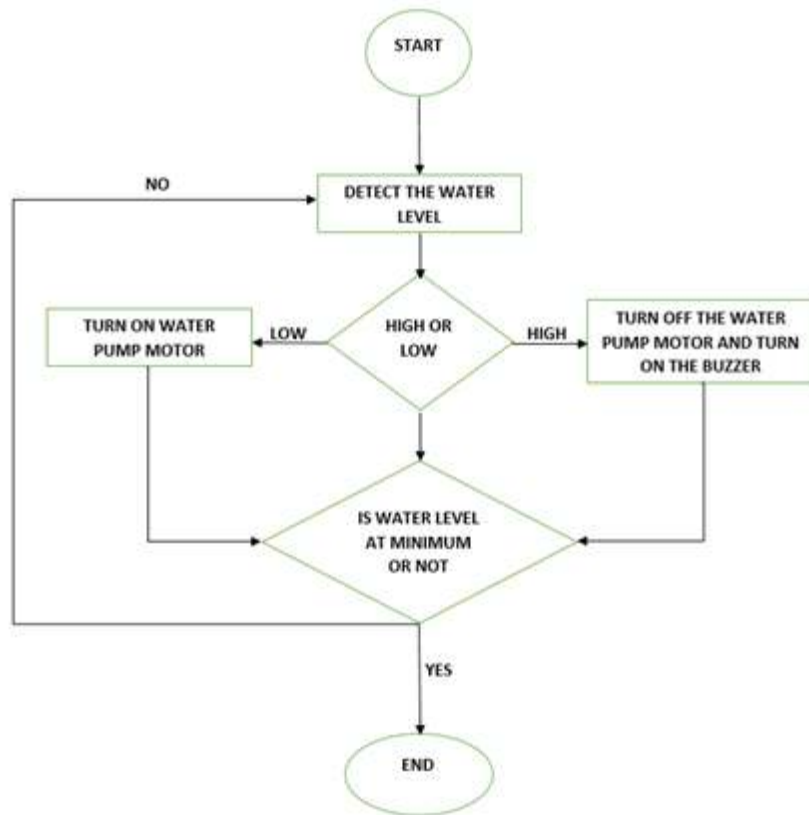 START
NO
DETECT THE WATER
LEVEL
TURN ON WATER
PUMP MOTOR
LOW
HIGH OR
LOW
HIGH
TURN OFF THE WATER
PUMP MOTOR AND TURN
ON THE BUZZER
IS WATER LEVEL
AT MINIMUM
OR NOT
YES
END